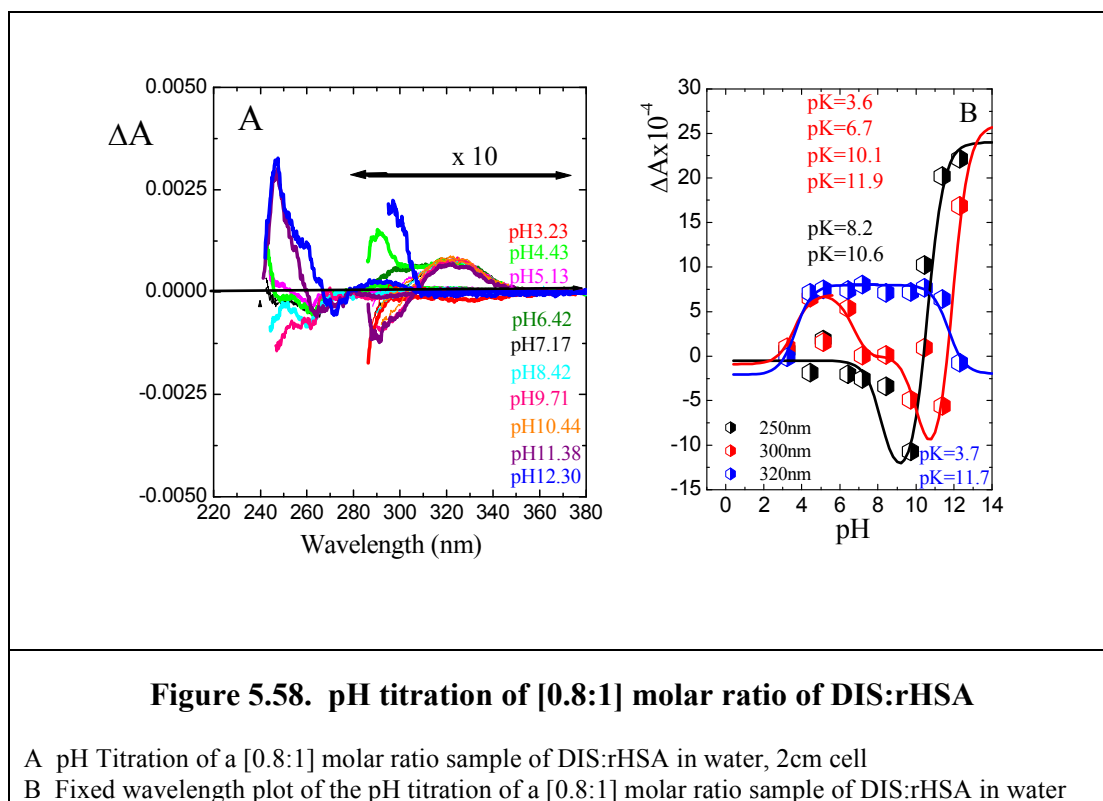 ΔA
A
x 10
0.0050
0.0025
0.0000
-0.0025
-0.0050
pH3.23
pH4.43
pH5.13
pH6.42
pH7.17
pH8.42
pH9.71
pH10.44
pH11.38
pH12.30
220 240 260 280 300 320 340 360 380
Wavelength (nm)
ΔAx10-4
B
30
25
20
15
10
5
0
-5
-10
-15
pK=3.6
pK=6.7
pK=10.1
pK=11.9
pK=8.2
pK=10.6
250nm
300nm
320nm
pK=3.7
pK=11.7
0 2 4 6 8 10 12 14
pH
Figure 5.58. pH titration of [0.8:1] molar ratio of DIS:rHSA
A pH Titration of a [0.8:1] molar ratio sample of DIS:rHSA in water, 2cm cell
B Fixed wavelength plot of the pH titration of a [0.8:1] molar ratio sample of DIS:rHSA in water